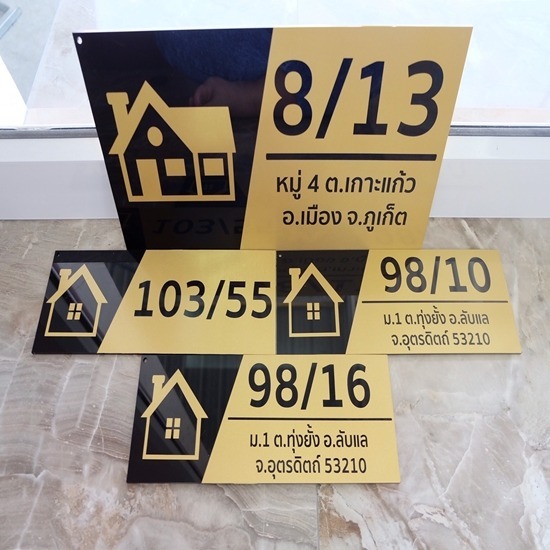 8/13
หมู่ 4 ต.เกาะแก้ว
อ.เมือง จ.ภูเก็ต
103/55
98/10
ม.1 ต.ทุ่งยั้ง อ.ลับแล
จ.อุตรดิตถ์ 53210
98/16
ม.1 ต.ทุ่งยั้ง อ.ลับแล
จ.อุตรดิตถ์ 53210